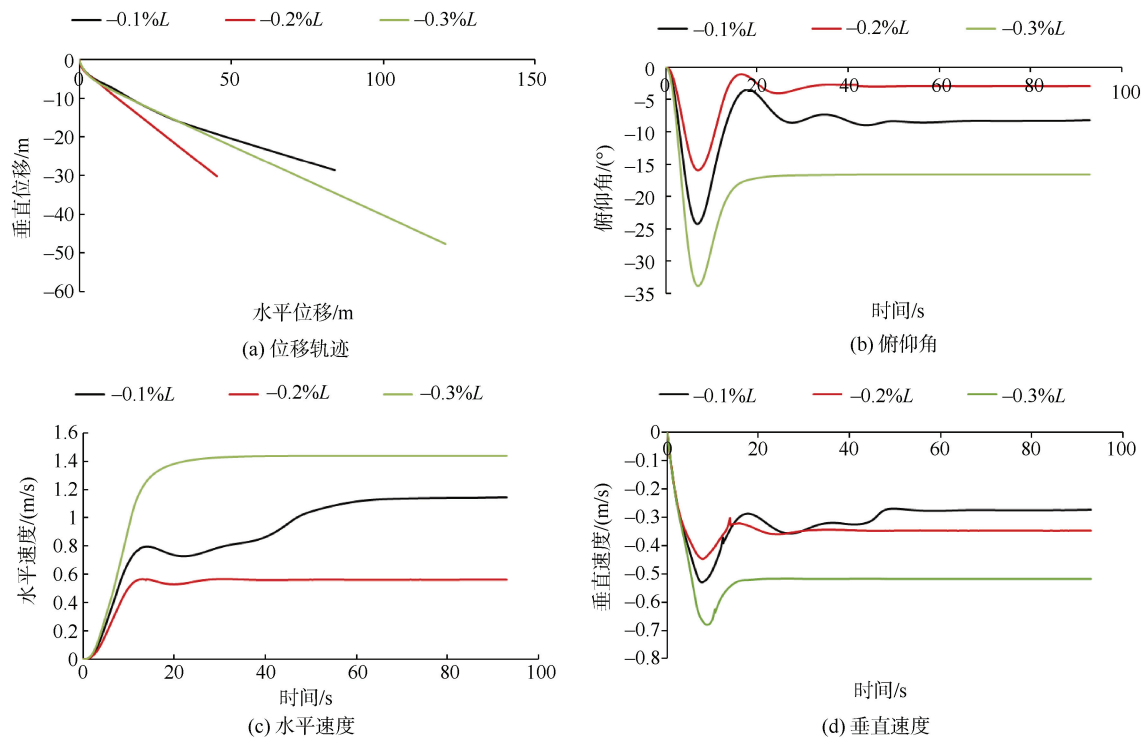 –0.1%L –0.2%L –0.3%L
0
0 50 100 150
–10
–20
–30
–40
–50
–60
垂直位移/m
水平位移/m
(a) 位移轨迹
–0.1%L –0.2%L –0.3%L
0
0 20 40 60 80 100
–5
–10
–15
–20
–25
–30
–35
俯仰角/(°)
时间/s
(b) 俯仰角
–0.1%L –0.2%L –0.3%L
1.6
1.4
1.2
1.0
0.8
0.6
0.4
0.2
0
0 20 40 60 80 100
水平速度/(m/s)
时间/s
(c) 水平速度
–0.1%L –0.2%L –0.3%L
0
0 20 40 60 80 100
–0.1
–0.2
–0.3
–0.4
–0.5
–0.6
–0.7
–0.8
垂直速度/(m/s)
时间/s
(d) 垂直速度